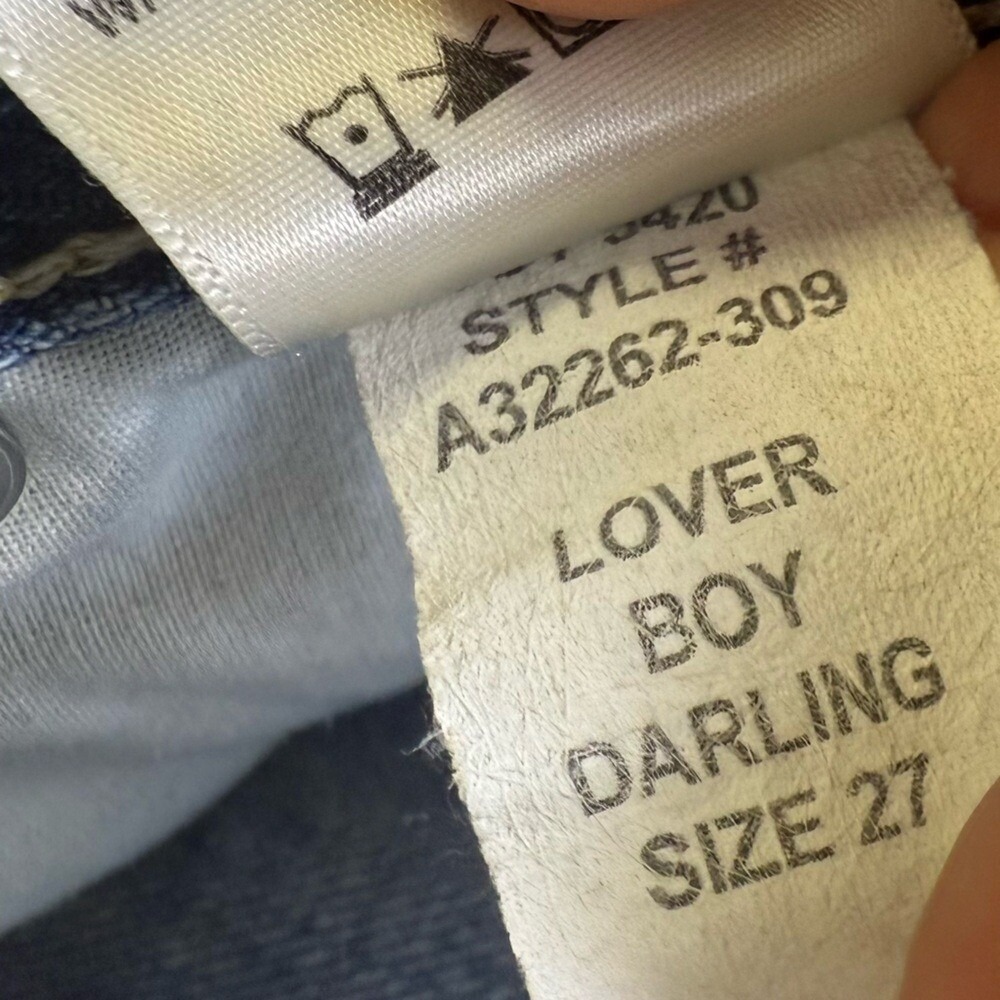 STYLE #
A32262-309
LOVER
BOY
DARLING
SIZE 27